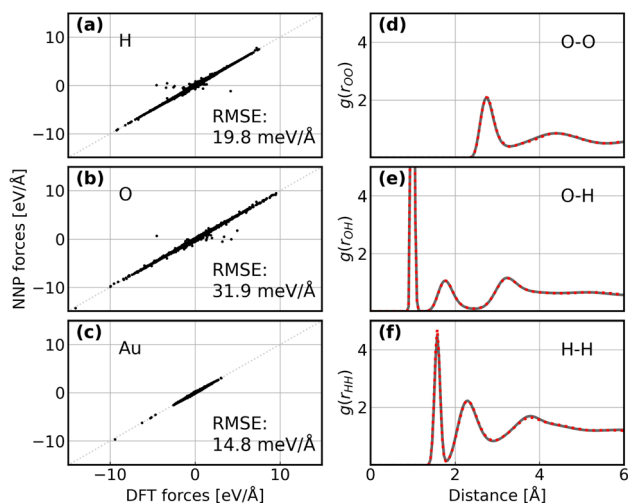 (a)
H
10
0
−10
RMSE:
19.8 meV/Å
(b)
O
10
0
−10
RMSE:
31.9 meV/Å
NNP forces [eV/Å]
(c)
Au
10
0
−10
RMSE:
14.8 meV/Å
−10
0
10
DFT forces [eV/Å]
(d)
O-O
4
2
g(rOO)
(e)
O-H
4
2
g(rOH)
(f)
H-H
4
2
g(rHH)
0
2
4
6
Distance [Å]